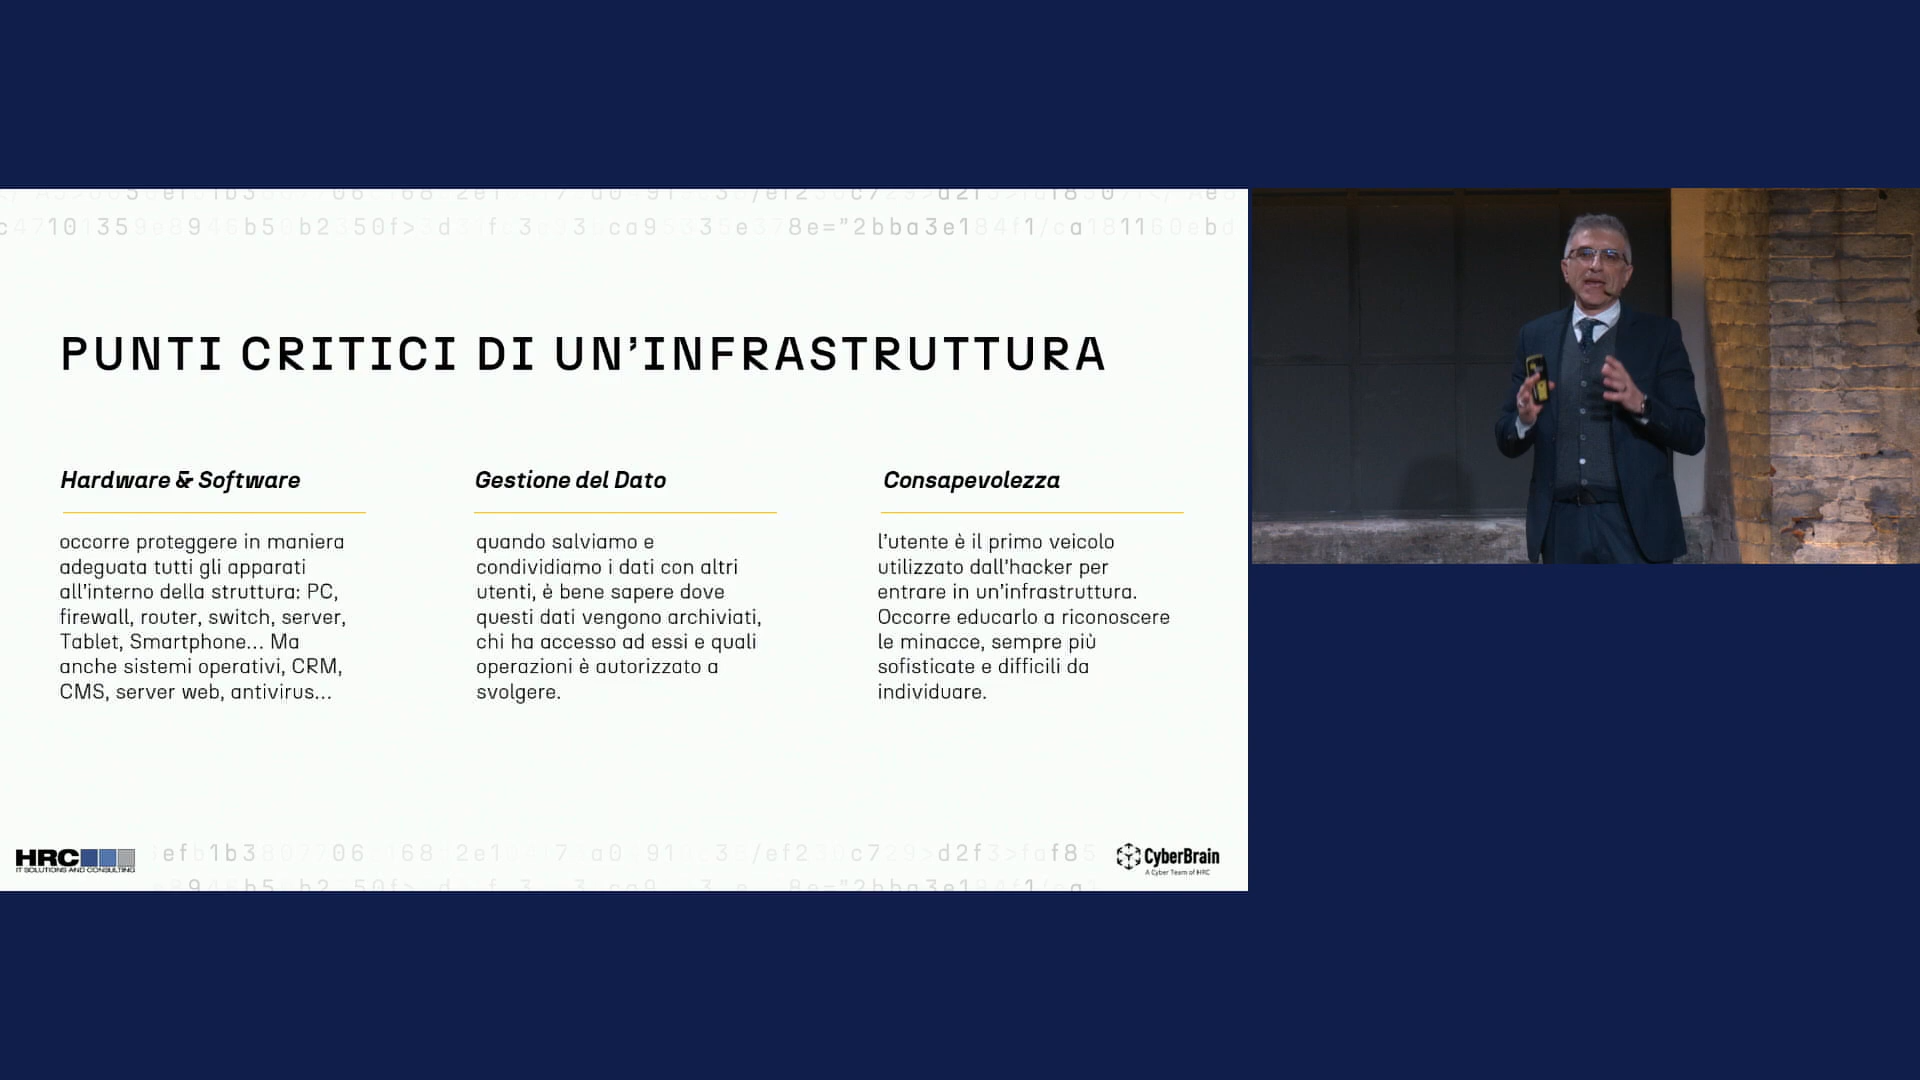 PUNTI CRITICI DI UN’INFRASTRUTTURA
Hardware & Software
occorre proteggere in maniera
adeguata tutti gli apparati
all’interno della struttura: PC,
firewall, router, switch, server,
Tablet, Smartphone... Ma
anche sistemi operativi, CRM,
CMS, server web, antivirus...
Gestione del Dato
quando salviamo e
condividiamo i dati con altri
utenti, è bene sapere dove
questi dati vengono archiviati,
chi ha accesso ad essi e quali
operazioni è autorizzato a
svolgere.
Consapevolezza
l’utente è il primo veicolo
utilizzato dall’hacker per
entrare in un’infrastruttura.
Occorre educarlo a riconoscere
le minacce, sempre più
sofisticate e difficili da
individuare.
HRC
IT SOLUTIONS AND CONSULTING
CyberBrain
A Cyber Team of HRC